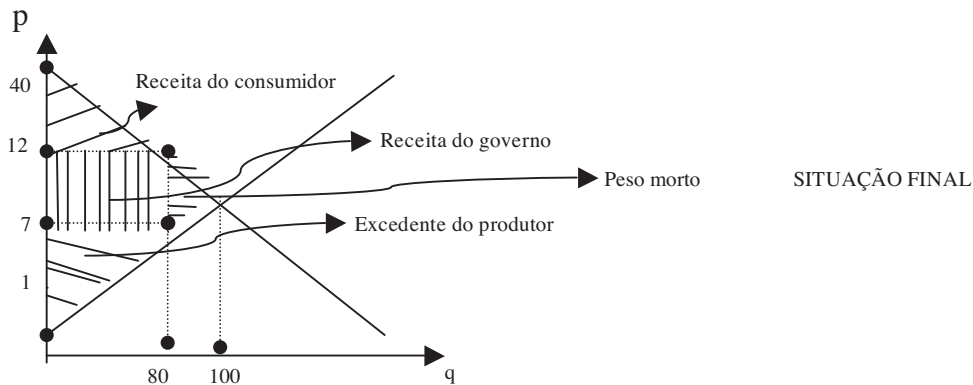 p
40
Receita do consumidor
12
Receita do governo
Peso morto
SITUAÇÃO FINAL
7
Excedente do produtor
1
80
100
q